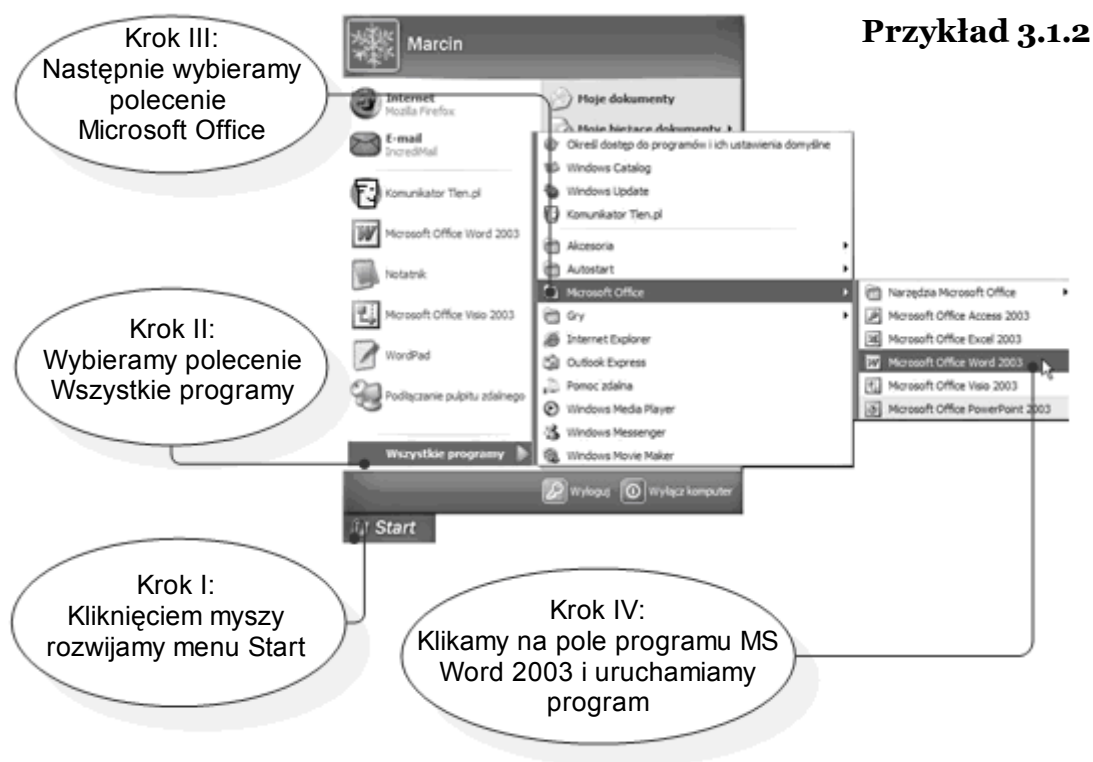 Przykład 3.1.2
Krok III:
Następnie wybieramy
polecenie
Microsoft Office
Krok II:
Wybieramy polecenie
Wszystkie programy
Krok I:
Kliknięciem myszy
rozwijamy menu Start
Krok IV:
Klikamy na pole programu MS
Word 2003 i uruchamiamy
program
Marcin
Internet
Mozilla Firefox
E-mail
IncrediMail
Komunikator Tlen.pl
Microsoft Office Word 2003
Notatnik
Microsoft Office Visio 2003
WordPad
Podłączanie pulpitu zdalnego
Wszystkie programy
Moje dokumenty
Moje bieżące dokumenty
Określ dostęp do programów i ich ustawienia domyślne
Windows Catalog
Windows Update
Komunikator Tlen.pl
Akcesoria
Autostart
Microsoft Office
Gry
Internet Explorer
Outlook Express
Pomoc zdalna
Windows Media Player
Windows Messenger
Windows Movie Maker
Narzędzia Microsoft Office
Microsoft Office Access 2003
Microsoft Office Excel 2003
Microsoft Office Word 2003
Microsoft Office Visio 2003
Microsoft Office PowerPoint 2003
Wyloguj
Wyłącz komputer
Start